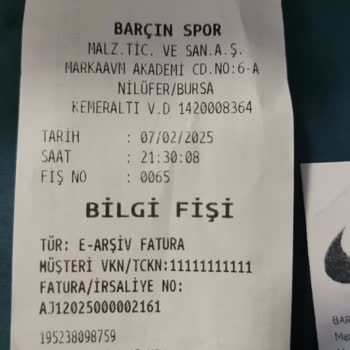 BARÇIN SPOR
MALZ.TİC. VE SAN.A.Ş.
MARKAAVM AKADEMİ CD.NO:6-A
NİLÜFER/BURSA
KEMERALTI V.D 1420008364
TARİH : 07/02/2025
SAAT : 21:30:08
FİŞ NO : 0065
BİLGİ FİŞİ
TÜR: E-ARŞİV FATURA
MÜŞTERİ VKN/TCKN:11111111111
FATURA/İRSALİYE NO:
AJ12025000002161
195238098759
BAR
Me